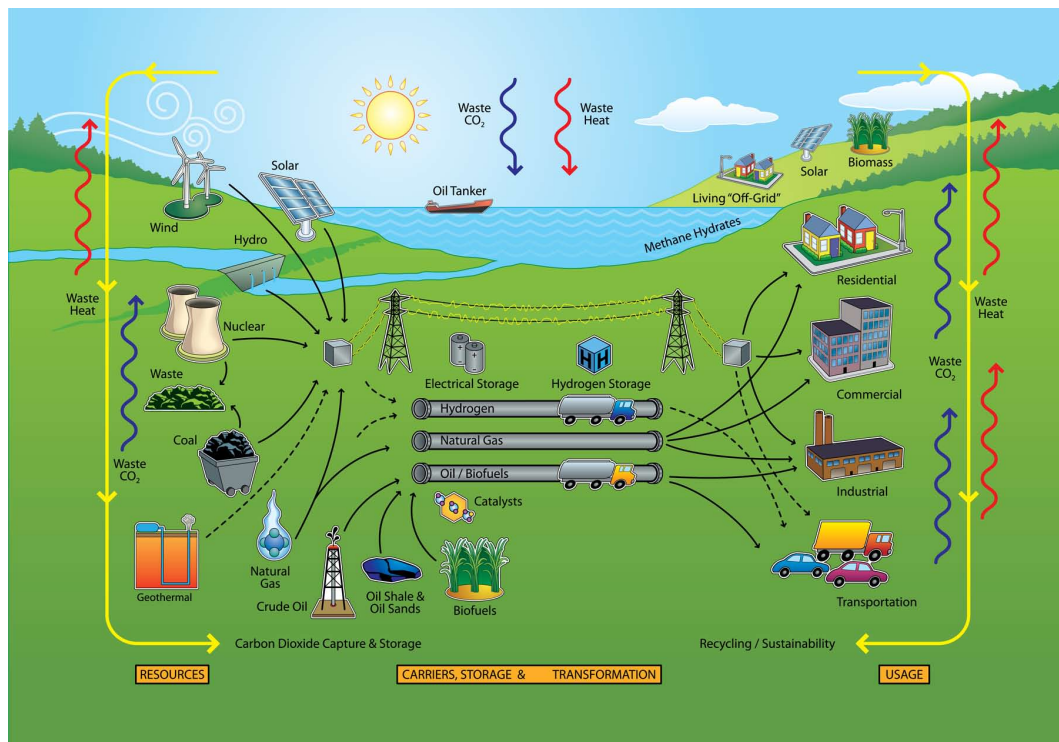 Waste
CO2
Waste
Heat
Solar
Biomass
Living "Off-Grid"
Oil Tanker
Wind
Solar
Hydro
Methane Hydrates
Residential
Waste
Heat
Nuclear
Waste
Heat
Electrical Storage
Hydrogen Storage
Waste
CO2
Waste
Commercial
Hydrogen
Coal
Natural Gas
Waste
CO2
Oil / Biofuels
Industrial
Catalysts
Geothermal
Natural
Gas
Crude Oil
Oil Shale &
Oil Sands
Biofuels
Transportation
Carbon Dioxide Capture & Storage
Recycling / Sustainability
RESOURCES
CARRIERS, STORAGE & TRANSFORMATION
USAGE
HH